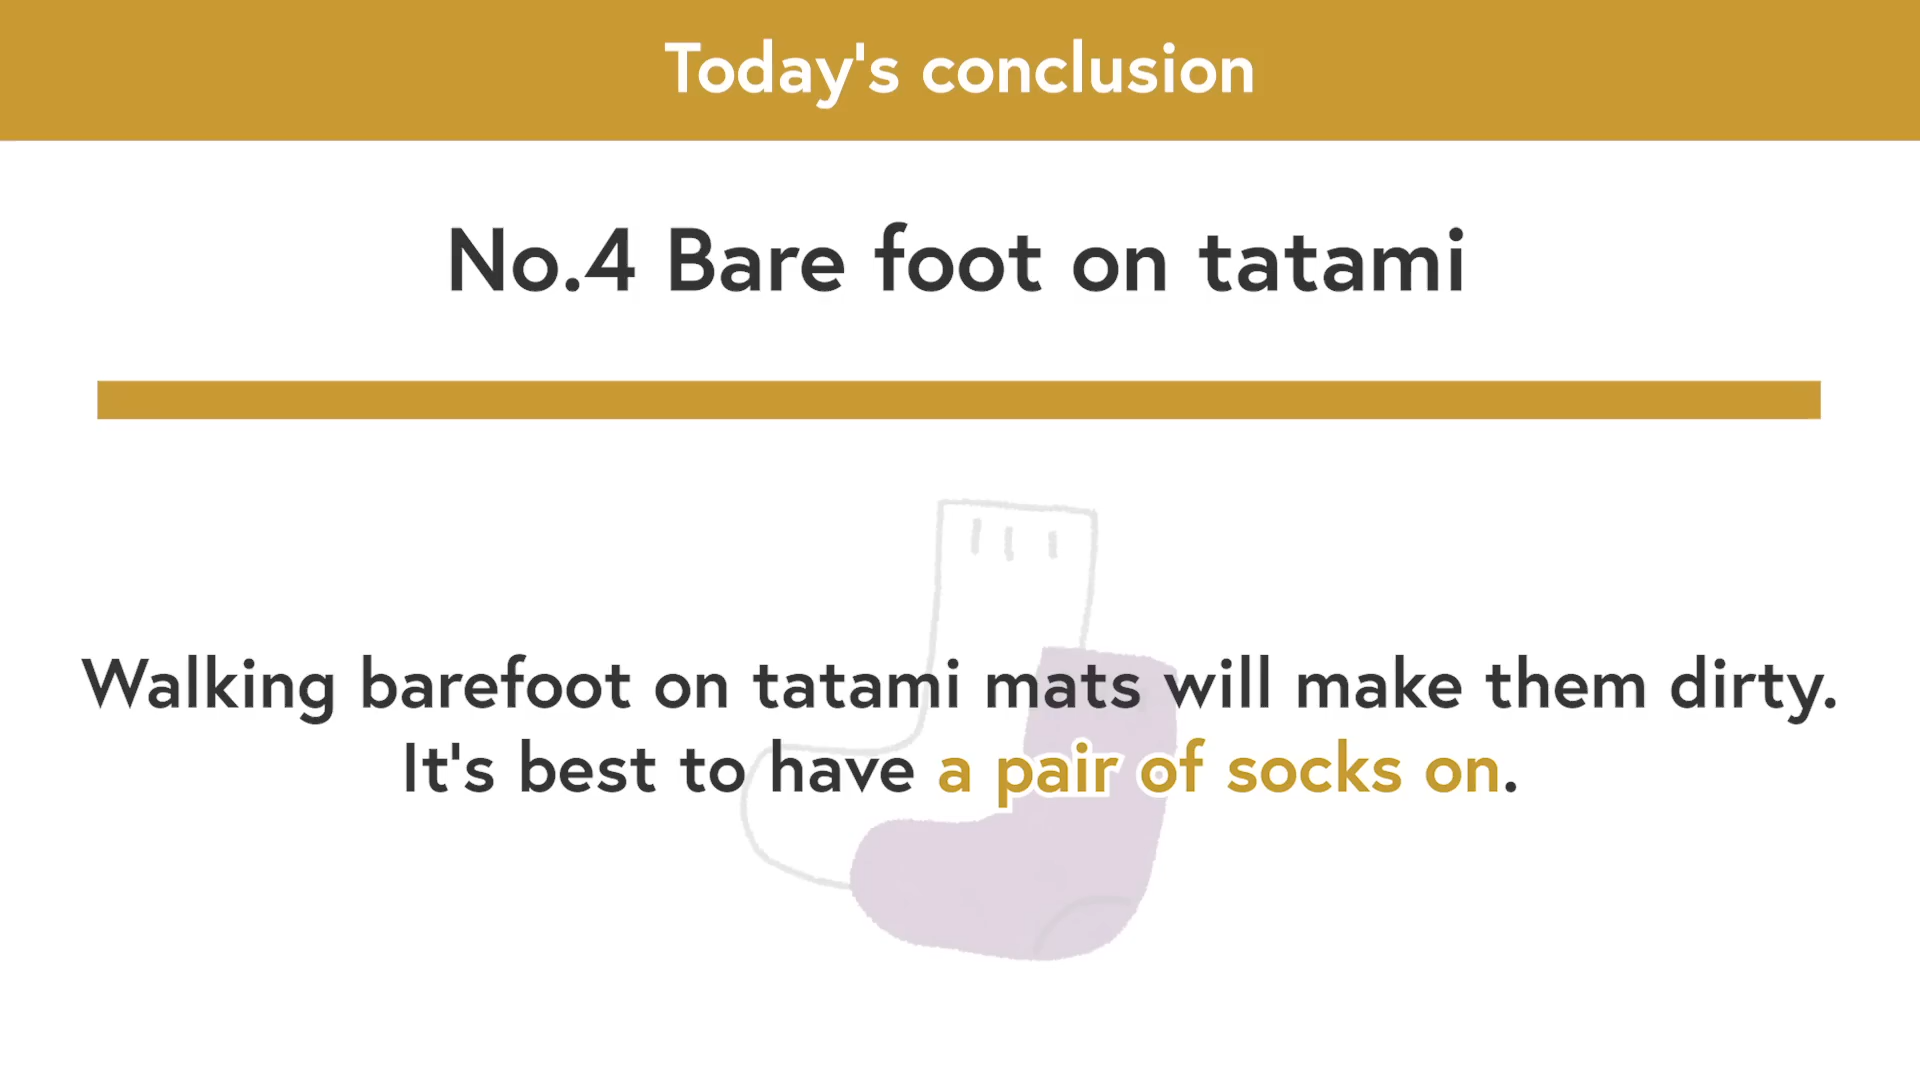 Today's conclusion
No.4 Bare foot on tatami
Walking barefoot on tatami mats will make them dirty.
It's best to have a pair of socks on.